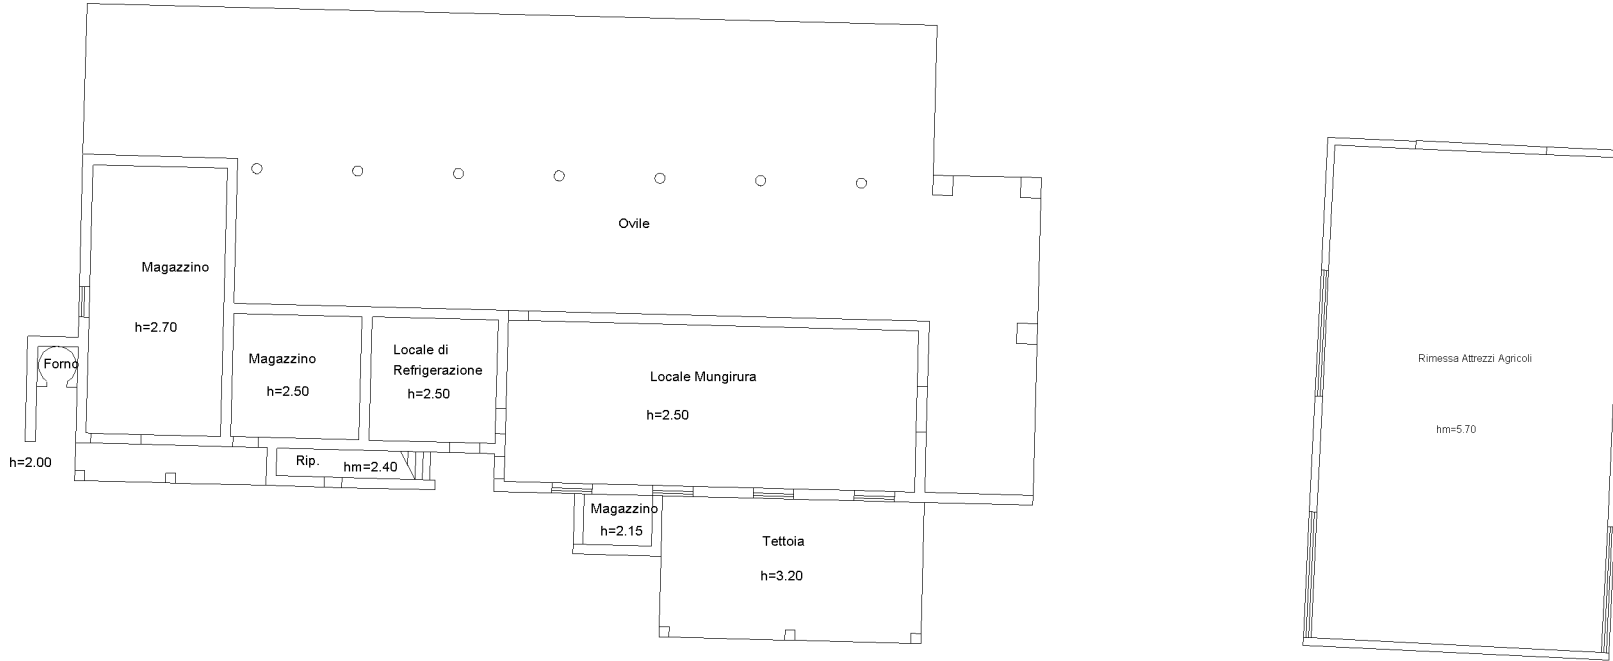 Ovile
Magazzino
h=2.70
Forno
h=2.00
Magazzino
h=2.50
Locale di
Refrigerazione
h=2.50
Locale Mungirura
h=2.50
Rip.
hm=2.40
Magazzino
h=2.15
Tettoia
h=3.20
Rimessa Attrezzi Agricoli
hm=5.70